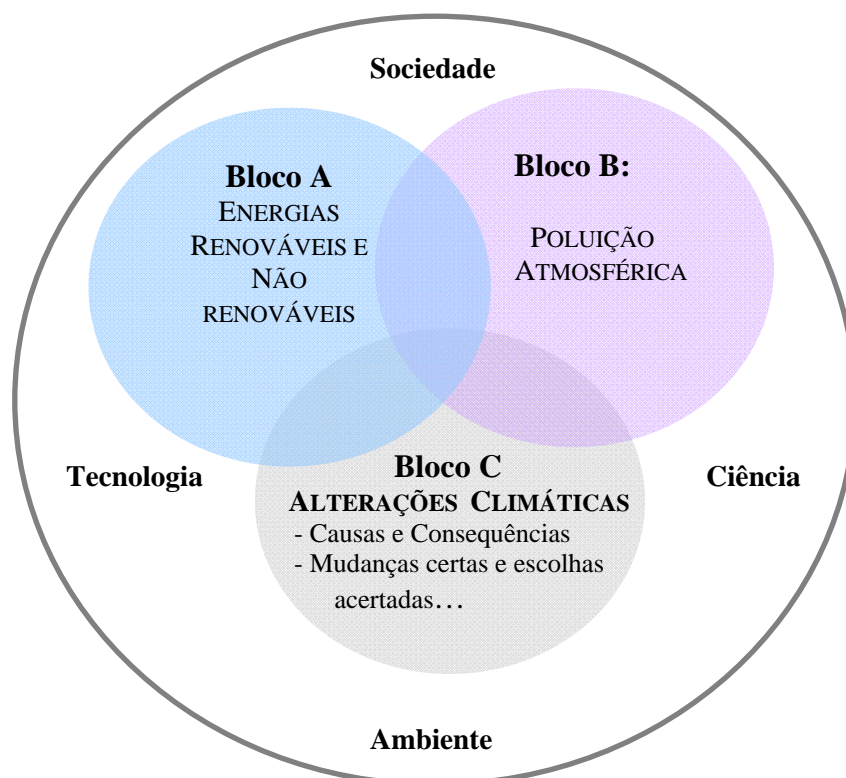 Sociedade
Bloco A
ENERGIAS
RENOVÁVEIS E
NÃO
RENOVÁVEIS
Bloco B:
POLUIÇÃO
ATMOSFÉRICA
Tecnologia
Ciência
Bloco C
ALTERAÇÕES CLIMÁTICAS
- Causas e Consequências
- Mudanças certas e escolhas
acertadas…
Ambiente